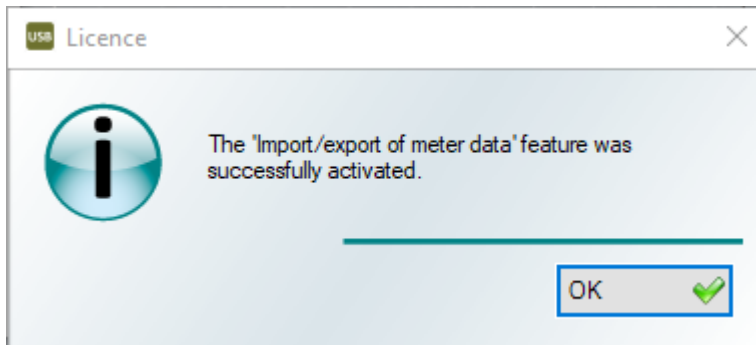 USB Licence
The 'Import/export of meter data' feature was
successfully activated.
OK